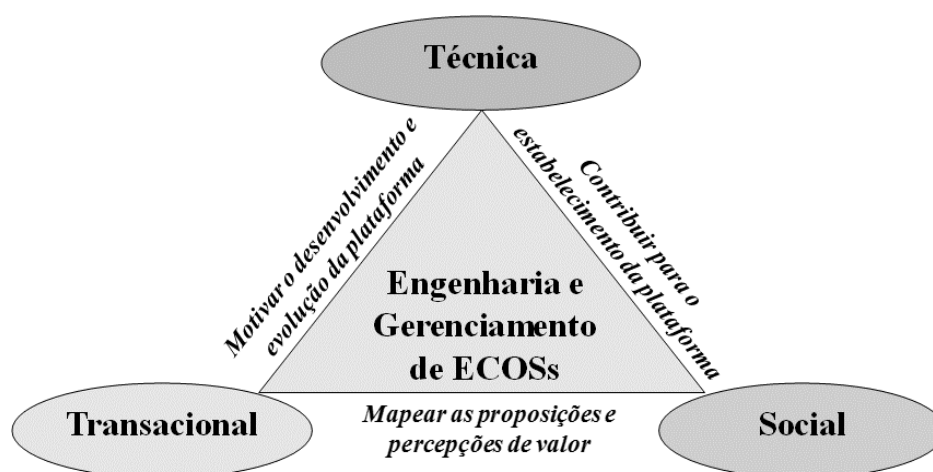 Técnica
Motivar o desenvolvimento e
evolução da plataforma
Contribuir para o
estabelecimento da plataforma
Engenharia e
Gerenciamento
de ECOSs
Transacional
Mapear as proposições e
percepções de valor
Social